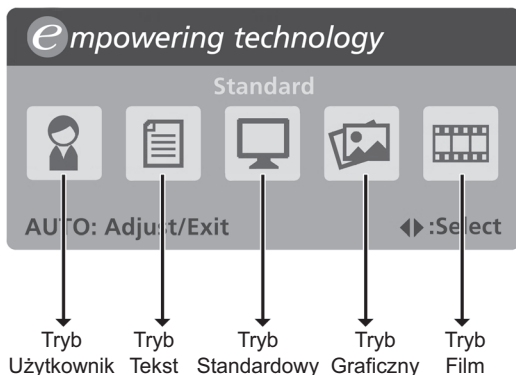 empowering technology
Standard
AUTO: Adjust/Exit ◀▶:Select
Tryb Tryb Tryb Tryb Tryb
Użytkownik Tekst Standardowy Graficzny Film